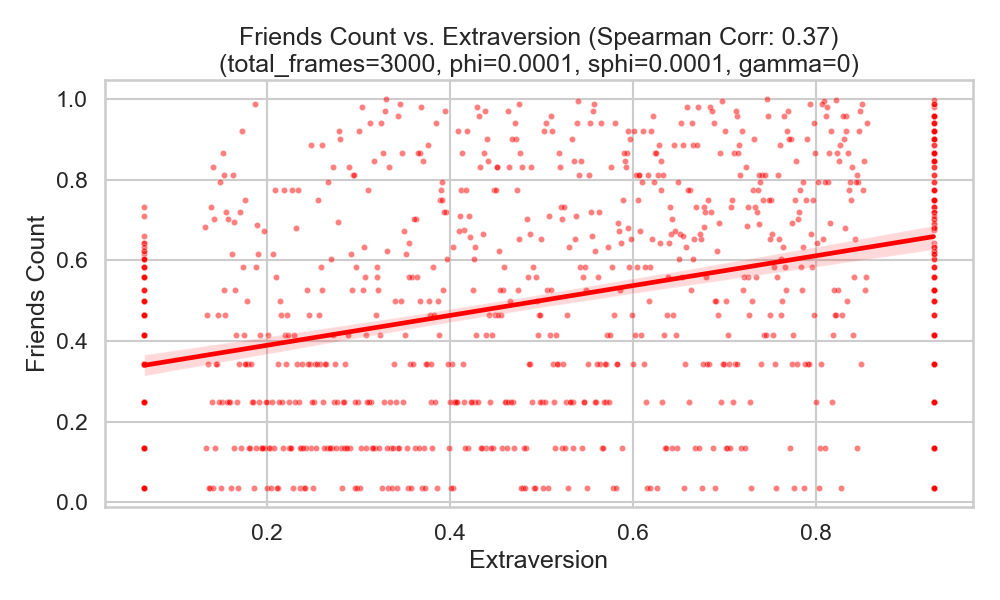 Friends Count vs. Extraversion (Spearman Corr: 0.37)
(total_frames=3000, phi=0.0001, sphi=0.0001, gamma=0)
Friends Count
1.0
0.8
0.6
0.4
0.2
0.0
0.2 0.4 0.6 0.8
Extraversion